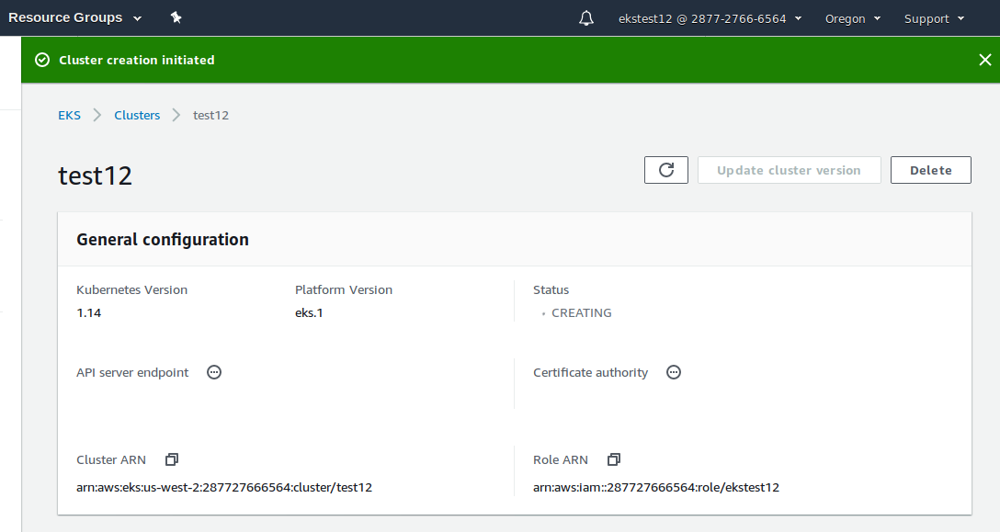 Resource Groups
ekstest12 @ 2877-2766-6564
Oregon
Support
Cluster creation initiated
EKS
Clusters
test12
test12
Update cluster version
Delete
General configuration
Kubernetes Version
Platform Version
Status
1.14
eks.1
• CREATING
API server endpoint
Certificate authority
Cluster ARN
Role ARN
arn:aws:eks:us-west-2:287727666564:cluster/test12
arn:aws:iam::287727666564:role/ekstest12